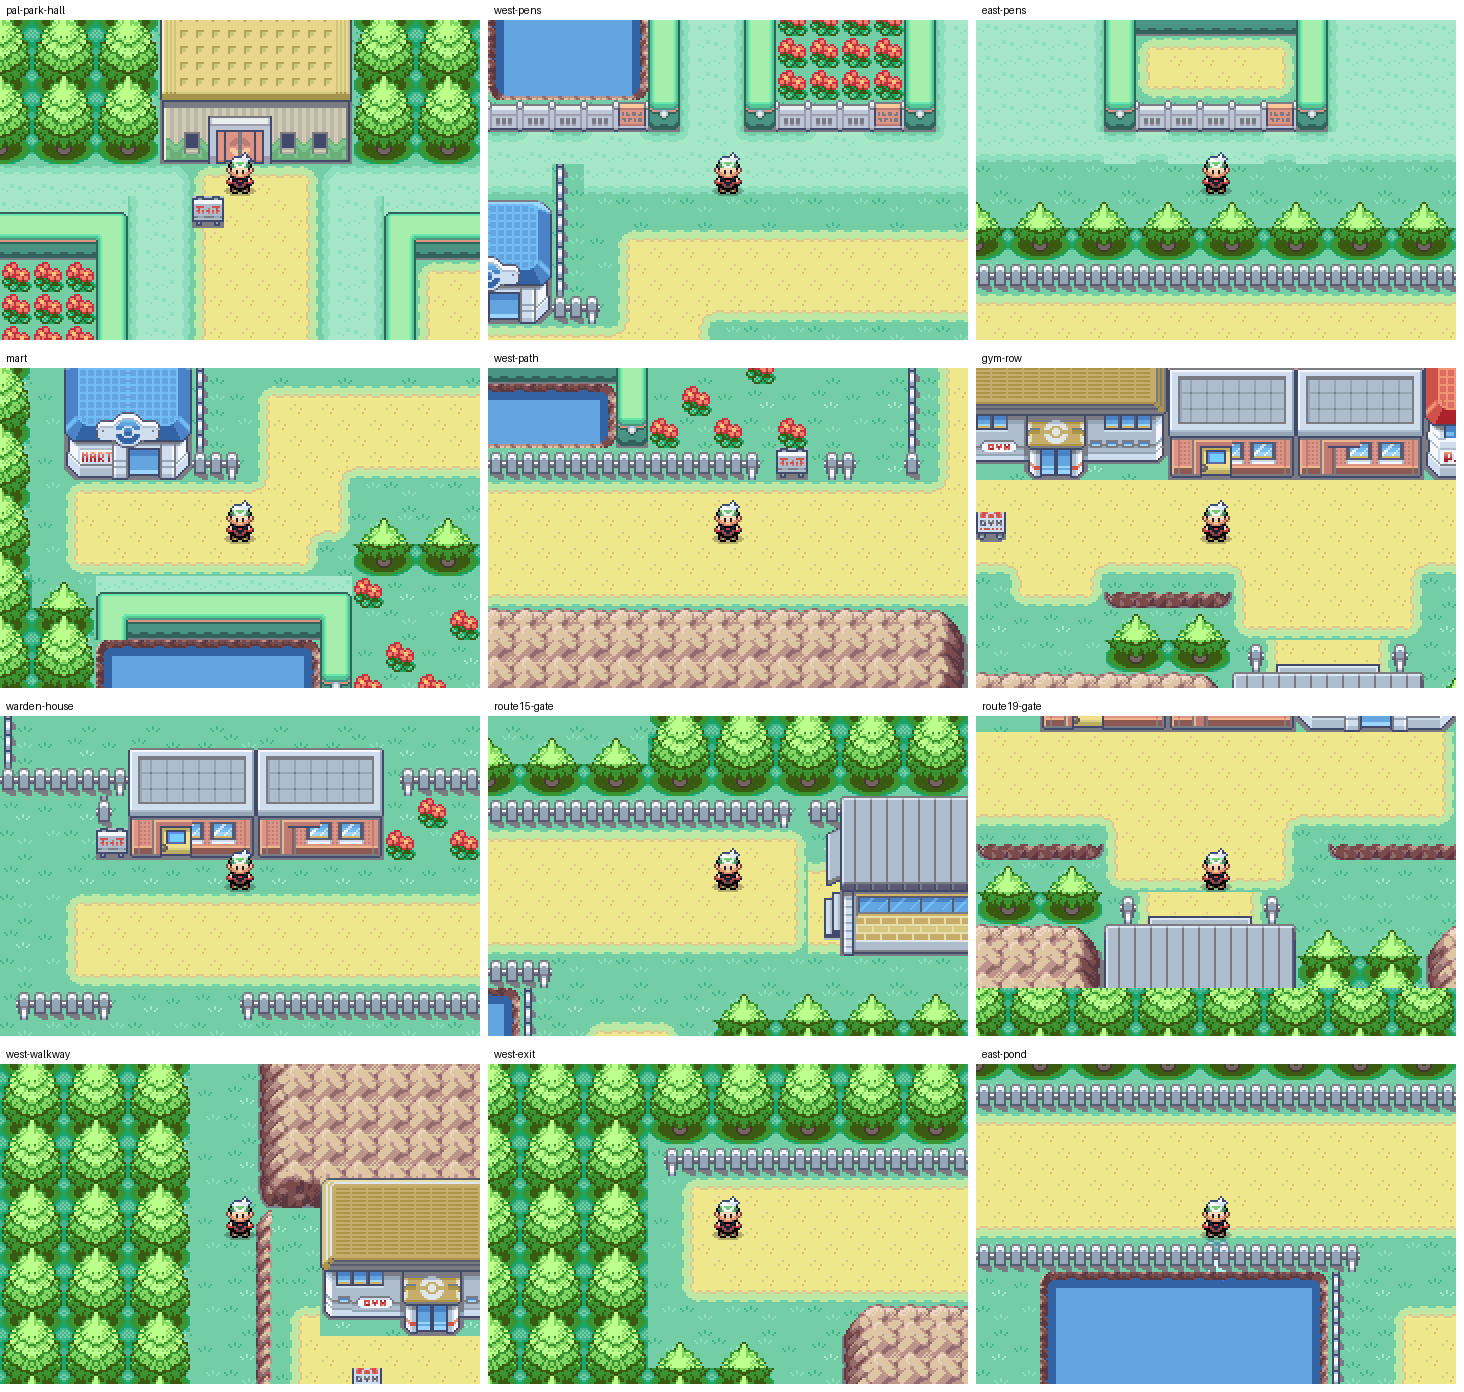 pal-park-hall
west-pens
east-pens
mart
west-path
gym-row
MART
GYM
P.
GYM
warden-house
route15-gate
route19-gate
west-walkway
west-exit
east-pond
GYM
GYM